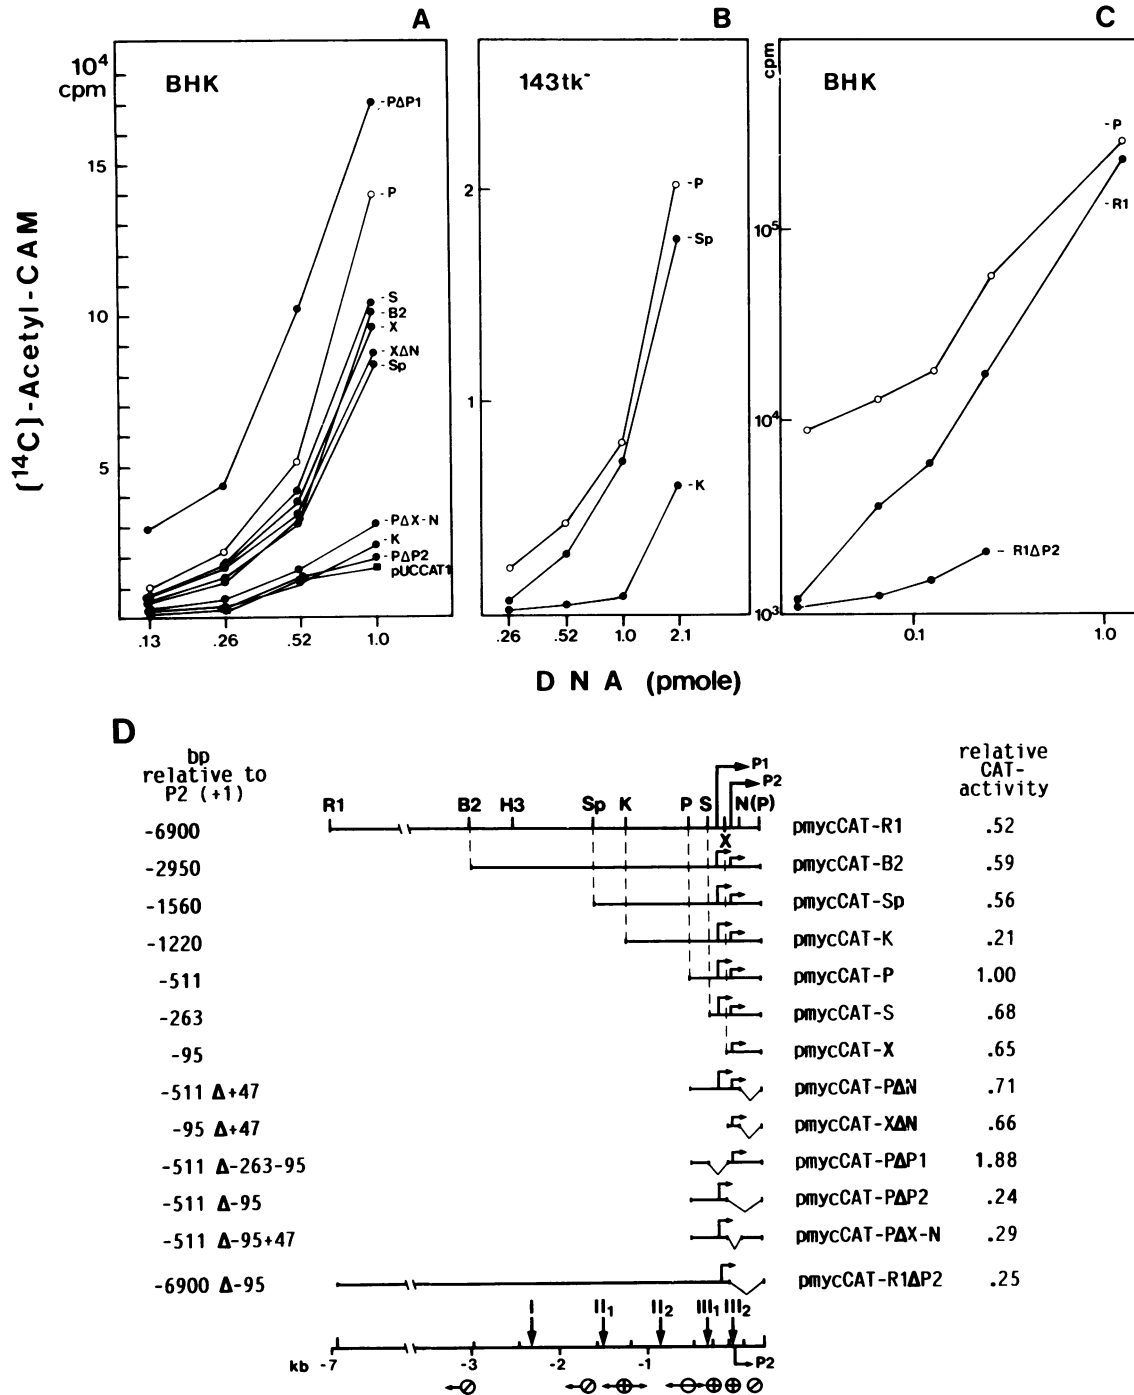 A
B
C
10⁴
cpm
BHK
-PΔP1
15
-P
10
-S
-B2
-X
-XΔN
-Sp
5
-PΔX-N
-K
-PΔP2
pUCCAT1
.13
.26
.52
1.0
143tk⁻
2
-P
-Sp
1
-K
.26
.52
1.0
2.1
cpm
BHK
-P
-R1
10⁵
10⁴
- R1ΔP2
10³
0.1
1.0
[¹⁴C]-Acetyl-CAM
DNA (pmole)
D
bp
relative to
P2 (+1)
relative
CAT-
activity
P1
P2
R1 B2 H3 Sp K P S N(P)
X
-6900 pmycCAT-R1 .52
-2950 pmycCAT-B2 .59
-1560 pmycCAT-Sp .56
-1220 pmycCAT-K .21
-511 pmycCAT-P 1.00
-263 pmycCAT-S .68
-95 pmycCAT-X .65
-511 Δ+47 pmycCAT-PΔN .71
-95 Δ+47 pmycCAT-XΔN .66
-511 Δ-263-95 pmycCAT-PΔP1 1.88
-511 Δ-95 pmycCAT-PΔP2 .24
-511 Δ-95+47 pmycCAT-PΔX-N .29
-6900 Δ-95 pmycCAT-R1ΔP2 .25
I II₁ II₂ III₁ III₂
kb -7 -3 -2 -1 P2